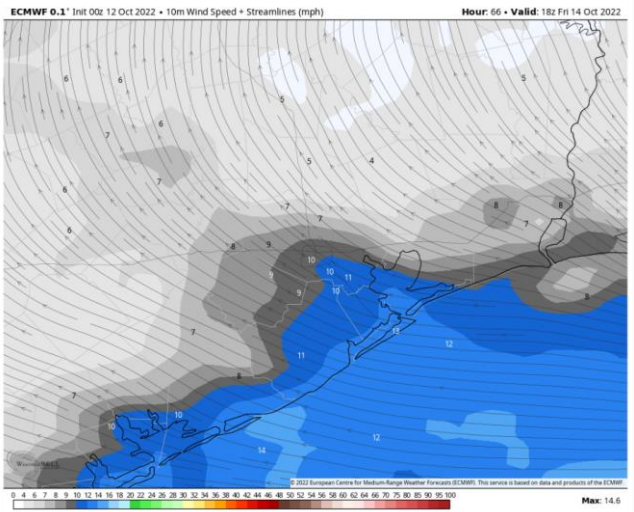 ECMWF 0.1° Init 00z 12 Oct 2022 • 10m Wind Speed + Streamlines (mph) Hour: 66 • Valid: 18z Fri 14 Oct 2022
6 6 5 5
7 6
7 5 4
6
7 7 8 7 8
6 8 9
10 10 11
9 9 10 8
7 11 13 12
8
7 10 10
12
14
© 2022 European Centre for Medium-Range Weather Forecasts (ECMWF). This service is based on data and products of the ECMWF.
0 4 6 7 8 9 10 12 14 16 18 20 22 24 26 28 30 32 34 36 38 40 42 44 46 48 50 52 54 56 58 60 62 64 66 70 75 80 85 90 95 100 Max: 14.6